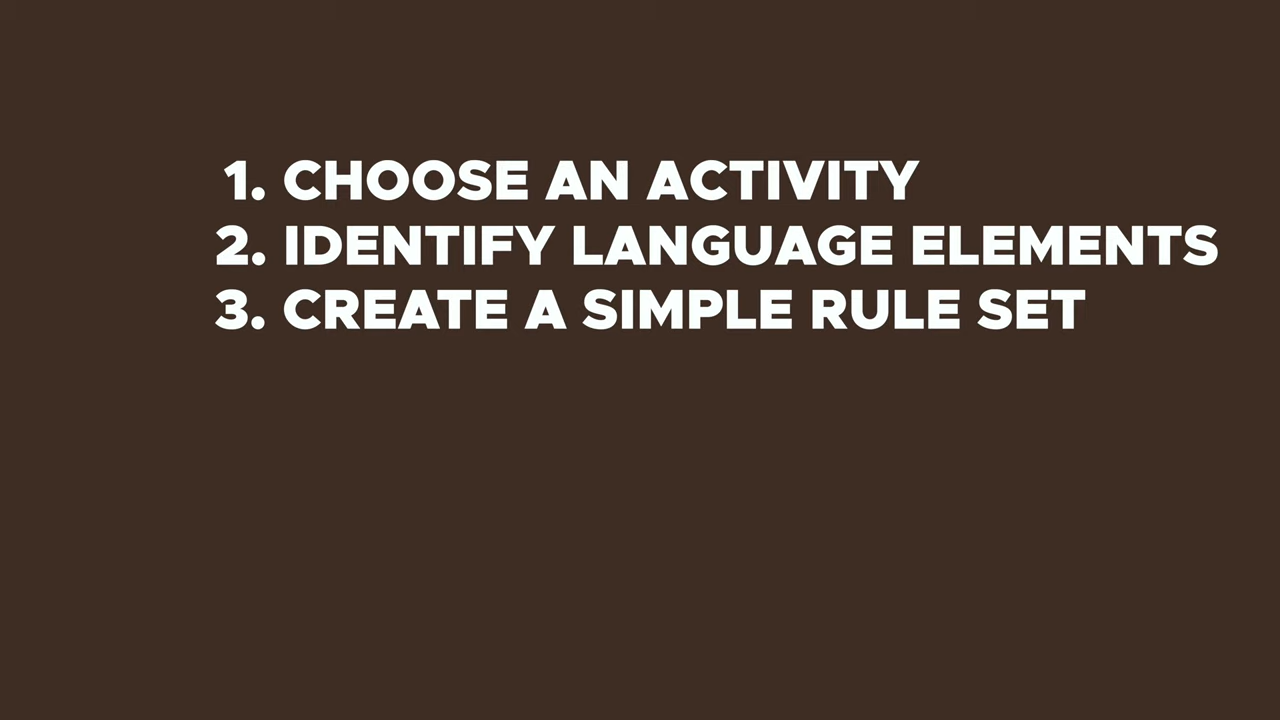 1. CHOOSE AN ACTIVITY
2. IDENTIFY LANGUAGE ELEMENTS
3. CREATE A SIMPLE RULE SET